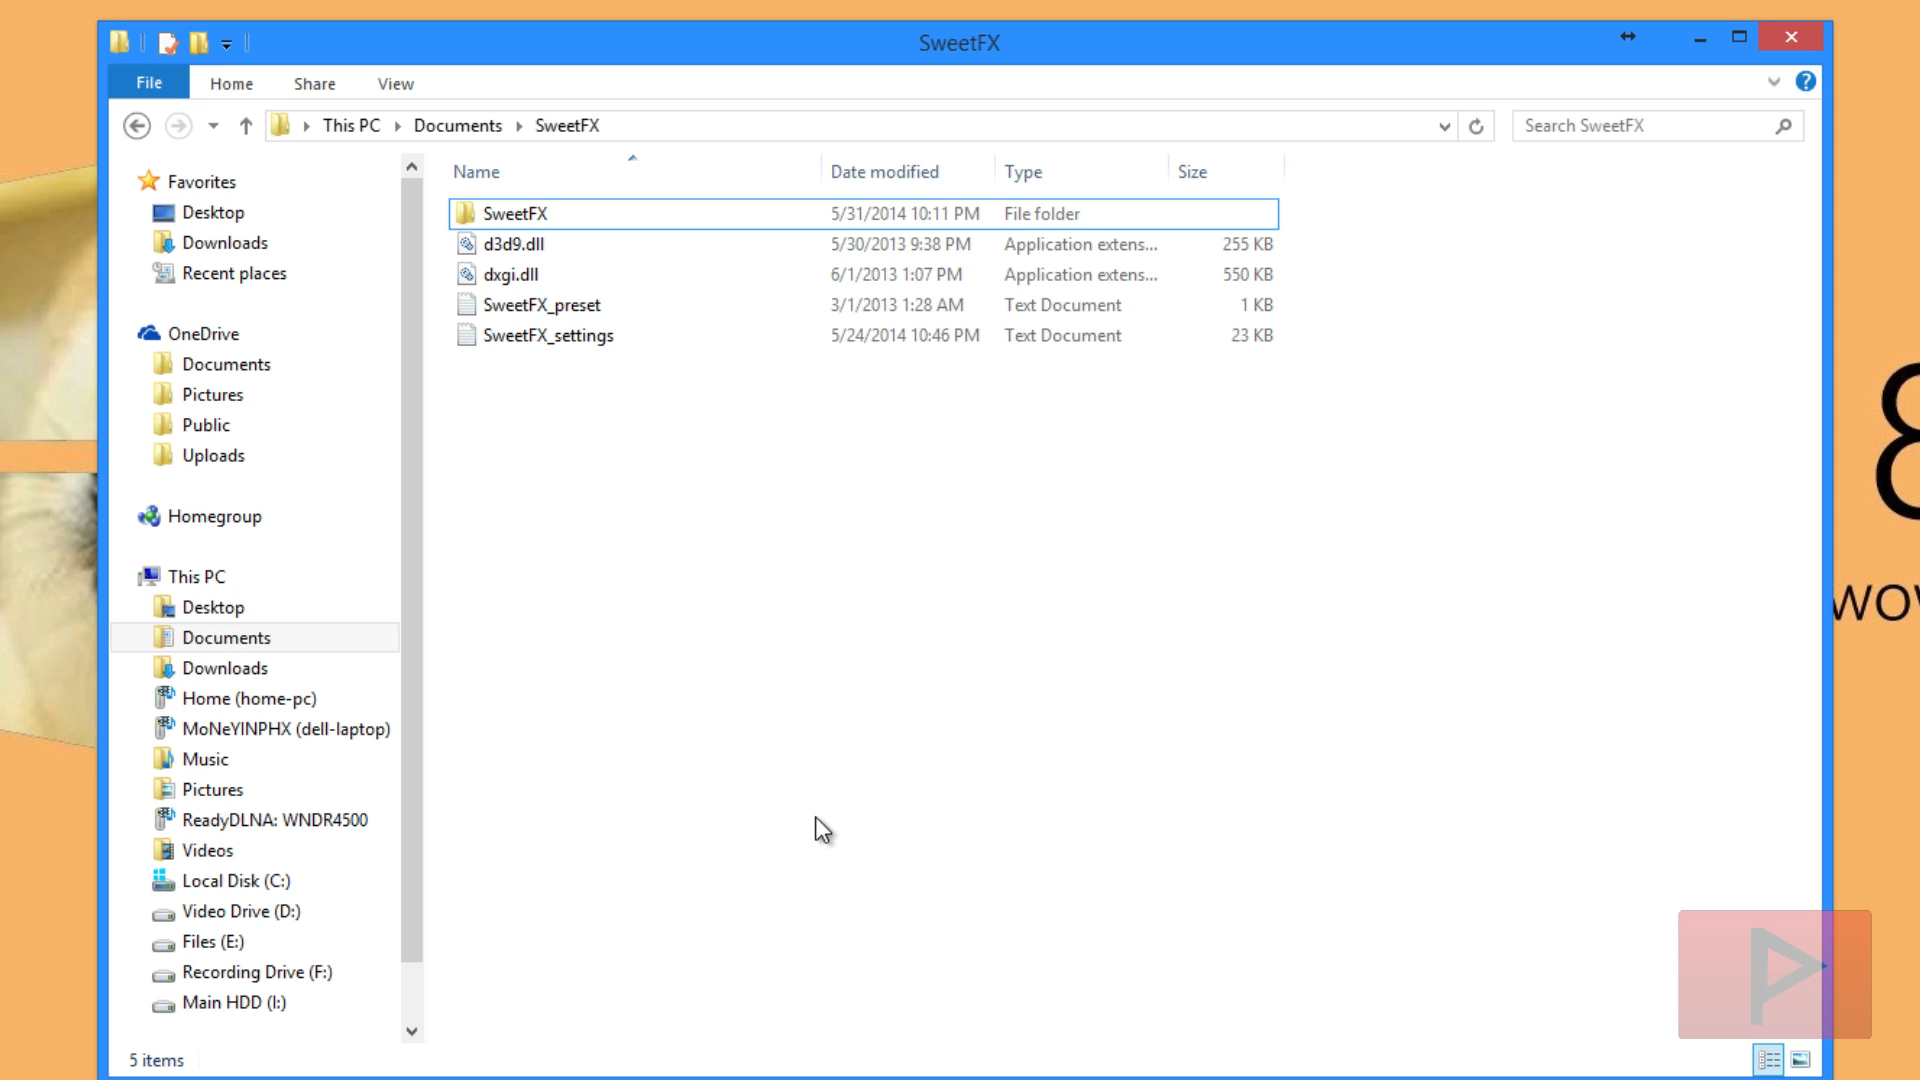 SweetFX
File Home Share View
This PC Documents SweetFX
Search SweetFX
Name Date modified Type Size
SweetFX 5/31/2014 10:11 PM File folder
d3d9.dll 5/30/2013 9:38 PM Application extens... 255 KB
dxgi.dll 6/1/2013 1:07 PM Application extens... 550 KB
SweetFX_preset 3/1/2013 1:28 AM Text Document 1 KB
SweetFX_settings 5/24/2014 10:46 PM Text Document 23 KB
Favorites
Desktop
Downloads
Recent places
OneDrive
Documents
Pictures
Public
Uploads
Homegroup
This PC
Desktop
Documents
Downloads
Home (home-pc)
MoNeYINPHX (dell-laptop)
Music
Pictures
ReadyDLNA: WNDR4500
Videos
Local Disk (C:)
Video Drive (D:)
Files (E:)
Recording Drive (F:)
Main HDD (I:)
5 items
8
P